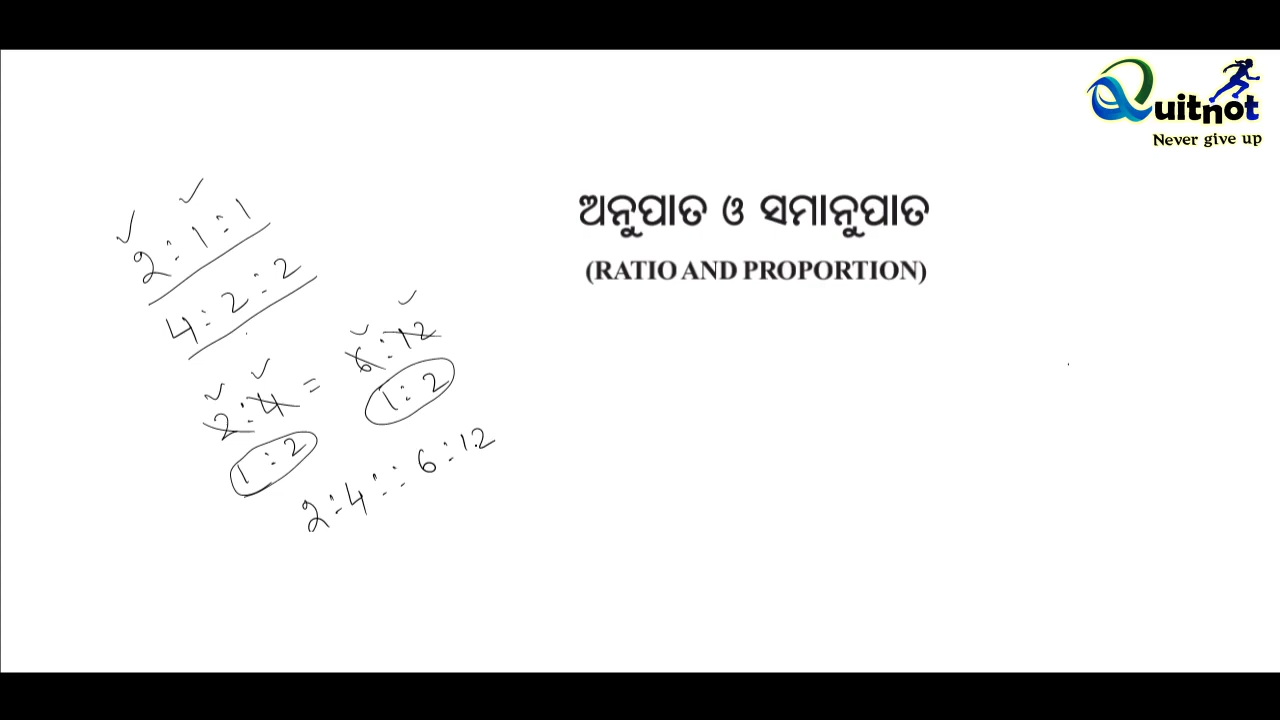 Quitnot
Never give up
ଅନୁପାତ ଓ ସମାନୁପାତ
(RATIO AND PROPORTION)
2 : 1 : 1
4 : 2 : 2
2 : 4 = 6 : 12
1 : 2 1 : 2
2 : 4 :: 6 : 12